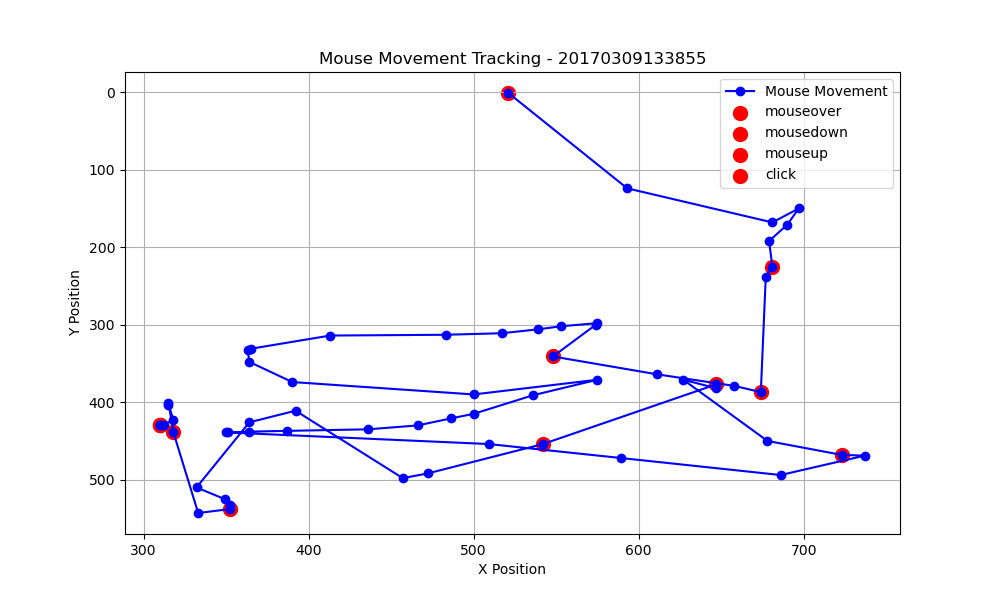 Mouse Movement Tracking - 20170309133855
Mouse Movement
mouseover
mousedown
mouseup
click
0
100
200
300
400
500
Y Position
300
400
500
600
700
X Position